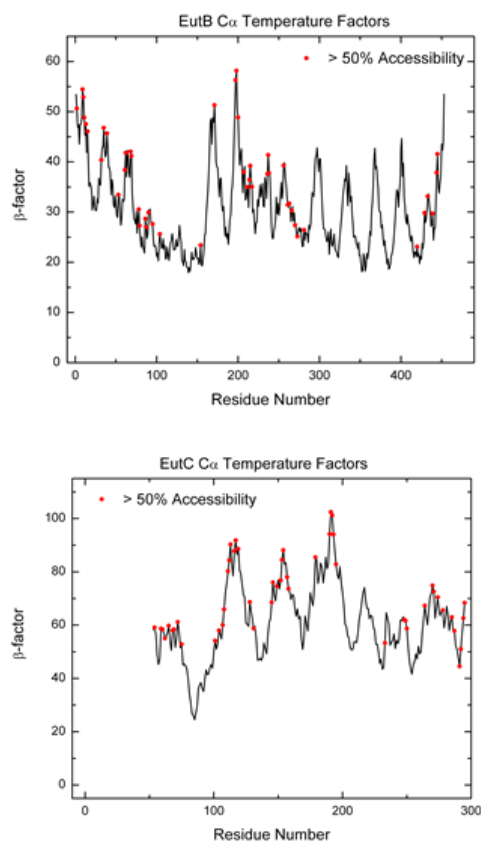 EutB Cα Temperature Factors
> 50% Accessibility
60
50
40
30
20
10
0
β-factor
0 100 200 300 400
Residue Number
EutC Cα Temperature Factors
> 50% Accessibility
100
80
60
40
20
0
β-factor
0 100 200 300
Residue Number